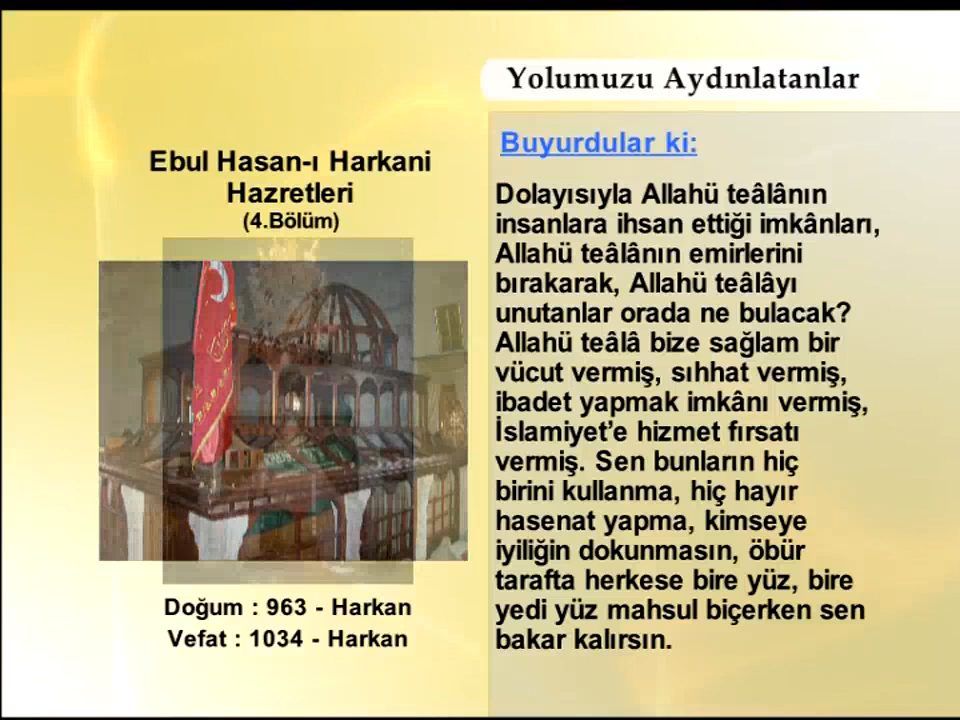 Yolumuzu Aydınlatanlar
Ebul Hasan-ı Harkani
Hazretleri
(4.Bölüm)
Doğum : 963 - Harkan
Vefat : 1034 - Harkan
Buyurdular ki:
Dolayısıyla Allahü teâlânın
insanlara ihsan ettiği imkânları,
Allahü teâlânın emirlerini
bırakarak, Allahü teâlâyı
unutanlar orada ne bulacak?
Allahü teâlâ bize sağlam bir
vücut vermiş, sıhhat vermiş,
ibadet yapmak imkânı vermiş,
İslamiyet’e hizmet fırsatı
vermiş. Sen bunların hiç
birini kullanma, hiç hayır
hasenat yapma, kimseye
iyiliğin dokunmasın, öbür
tarafta herkese bire yüz, bire
yedi yüz mahsul biçerken sen
bakar kalırsın.